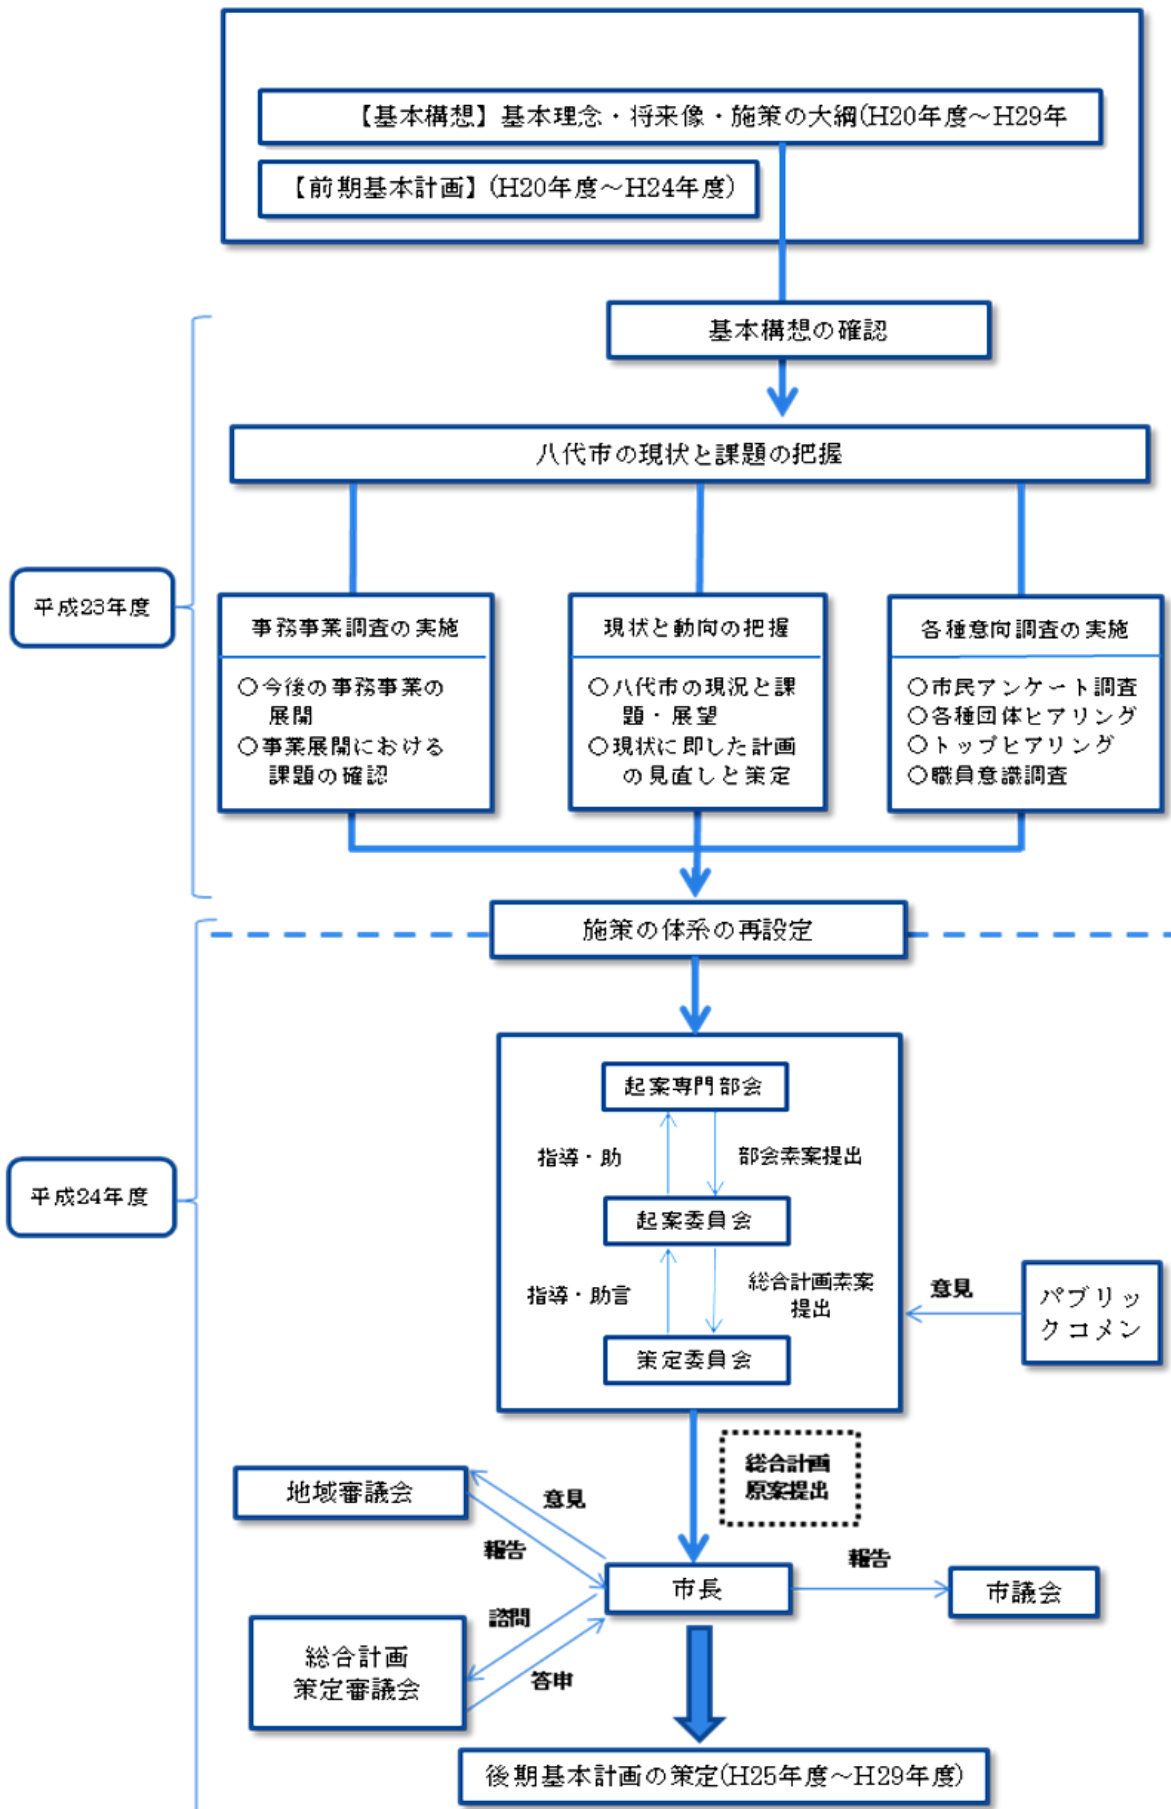 【基本構想】基本理念・将来像・施策の大綱(H20年度～H29年
【前期基本計画】(H20年度～H24年度)
基本構想の確認
八代市の現状と課題の把握
平成23年度
事務事業調査の実施
○今後の事務事業の
展開
○事業展開における
課題の確認
現状と動向の把握
○八代市の現況と課
題・展望
○現状に即した計画
の見直しと策定
各種意向調査の実施
○市民アンケート調査
○各種団体ヒアリング
○トップヒアリング
○職員意識調査
施策の体系の再設定
平成24年度
起案専門部会
指導・助
部会素案提出
起案委員会
指導・助言
総合計画素案
提出
策定委員会
意見
パブリッ
クコメン
総合計画
原案提出
地域審議会
意見
報告
市長
報告
市議会
諮問
総合計画
策定審議会
答申
後期基本計画の策定(H25年度～H29年度)